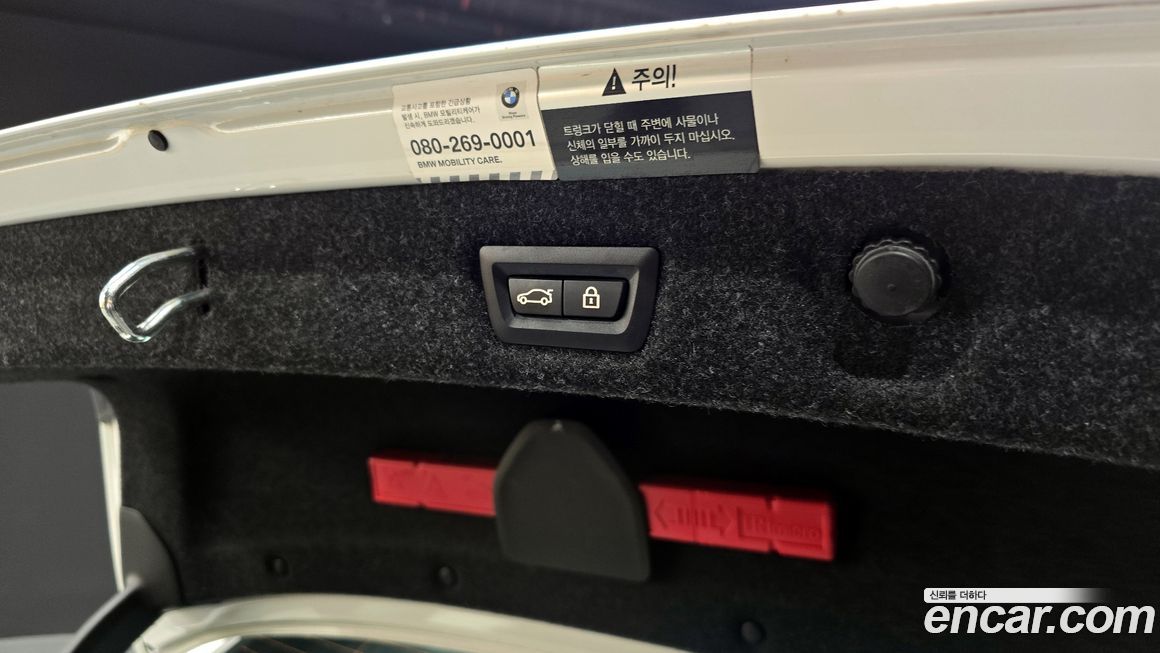 교통사고를 포함한 긴급상황
발생 시, BMW 모빌리티케어가
신속하게 도와드리겠습니다.
080-269-0001
BMW MOBILITY CARE.
주의!
트렁크가 닫힐 때 주변에 사물이나
신체의 일부를 가까이 두지 마십시오.
상해를 입을 수도 있습니다.
신뢰를 더하다
encar.com